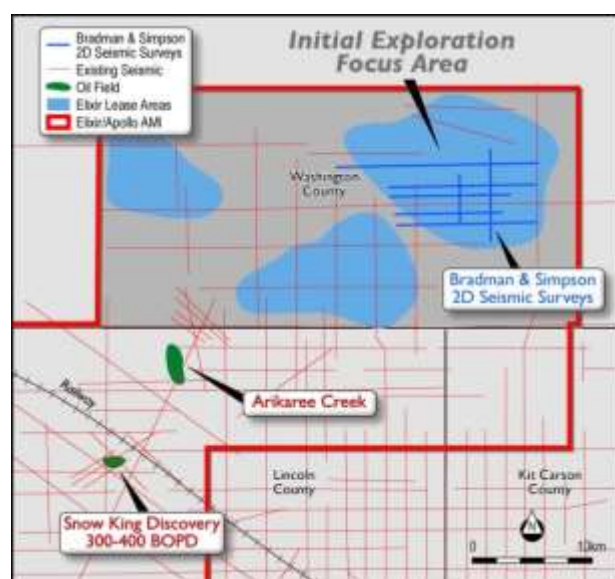 Bradman & Simpson
2D Seismic Surveys
Existing Seismic
Oil Field
Elixir Lease Areas
Elixir/Apollo AMI
Initial Exploration
Focus Area
Washington
County
Bradman & Simpson
2D Seismic Surveys
Arikaree Creek
Railway
Snow King Discovery
300-400 BOPD
Lincoln
County
Kit Carson
County
N
0
10km